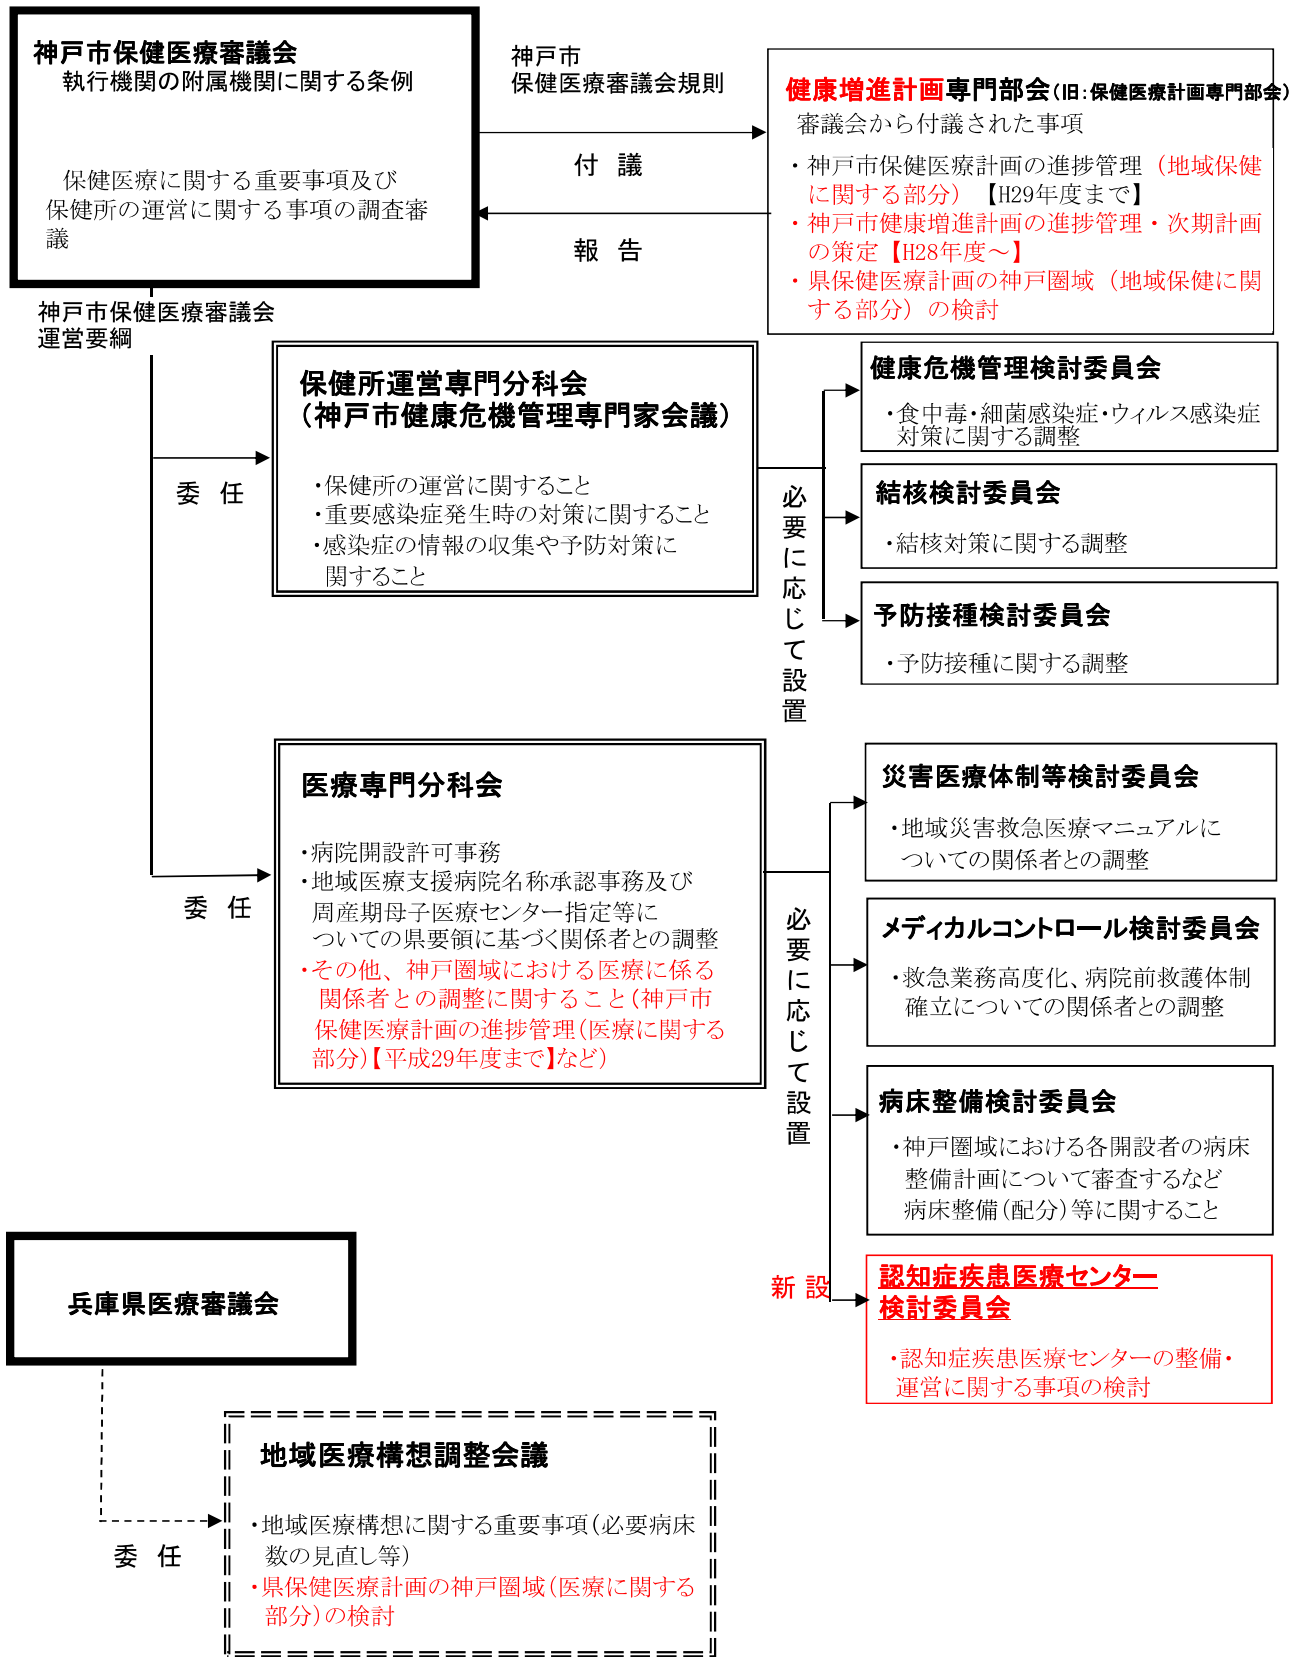 神戸市保健医療審議会
執行機関の附属機関に関する条例
保健医療に関する重要事項及び
保健所の運営に関する事項の調査審
議
神戸市
保健医療審議会規則
付 議
報 告
健康増進計画専門部会(旧:保健医療計画専門部会)
審議会から付議された事項
・神戸市保健医療計画の進捗管理(地域保健
に関する部分)【H29年度まで】
・神戸市健康増進計画の進捗管理・次期計画
の策定【H28年度～】
・県保健医療計画の神戸圏域(地域保健に関
する部分)の検討
神戸市保健医療審議会
運営要綱
委 任
保健所運営専門分科会
(神戸市健康危機管理専門家会議)
・保健所の運営に関すること
・重要感染症発生時の対策に関すること
・感染症の情報の収集や予防対策に
関すること
必要に応じて設置
健康危機管理検討委員会
・食中毒・細菌感染症・ウィルス感染症
対策に関する調整
結核検討委員会
・結核対策に関する調整
予防接種検討委員会
・予防接種に関する調整
委 任
医療専門分科会
・病院開設許可事務
・地域医療支援病院名称承認事務及び
周産期母子医療センター指定等に
ついての県要領に基づく関係者との調整
・その他、神戸圏域における医療に係る
関係者との調整に関すること(神戸市
保健医療計画の進捗管理(医療に関する
部分)【平成29年度まで】など)
必要に応じて設置
災害医療体制等検討委員会
・地域災害救急医療マニュアルに
ついての関係者との調整
メディカルコントロール検討委員会
・救急業務高度化、病院前救護体制
確立についての関係者との調整
病床整備検討委員会
・神戸圏域における各開設者の病床
整備計画について審査するなど
病床整備(配分)等に関すること
新 設
認知症疾患医療センター
検討委員会
・認知症疾患医療センターの整備・
運営に関する事項の検討
兵庫県医療審議会
委 任
地域医療構想調整会議
・地域医療構想に関する重要事項(必要病床
数の見直し等)
・県保健医療計画の神戸圏域(医療に関する
部分)の検討